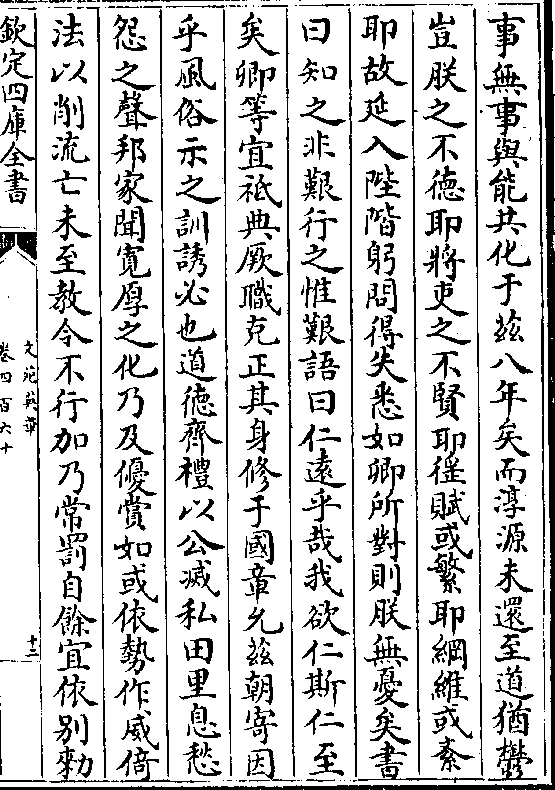 事無事與能共化于兹八年矣而淳源未還至道猶鬱
豈朕之不德耶將吏之不賢耶徭賦或繁耶綱維或紊
耶故延入陛階躬問得失悉如卿所對則朕無憂矣書
曰知之非艱行之惟艱語曰仁逺乎哉我欲仁斯仁至
矣卿等宜祇典厥職克正其身修于國章允兹朝寄因
乎風俗示之訓誘必也道徳齊禮以公滅私田里息愁
怨之聲邦家聞寛厚之化乃及優賞如或依勢作威倚
法以削流亡未至教令不行加乃常罰自餘宜依别勅
欽定四庫全書
文苑英華
卷四百六十
十二